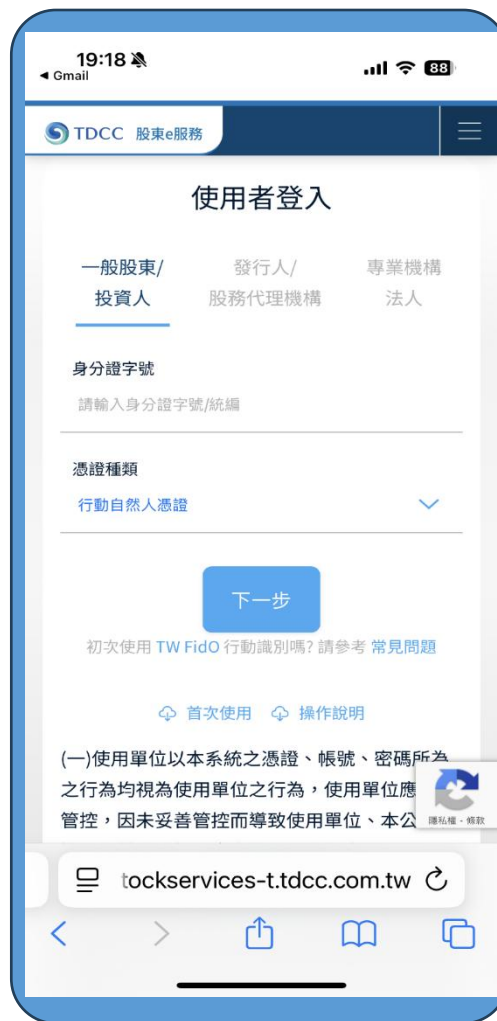 19:18
◀ Gmail
88
TDCC 股東e服務
使用者登入
一般股東/
投資人
發行人/
股務代理機構
專業機構
法人
身分證字號
請輸入身分證字號/統編
憑證種類
行動自然人憑證
下一步
初次使用 TW FidO 行動識別嗎? 請參考 常見問題
首次使用 操作說明
(一)使用單位以本系統之憑證、帳號、密碼所為
之行為均視為使用單位之行為，使用單位應
管控，因未妥善管控而導致使用單位、本公
隱私權 - 條款
tockservices-t.tdcc.com.tw